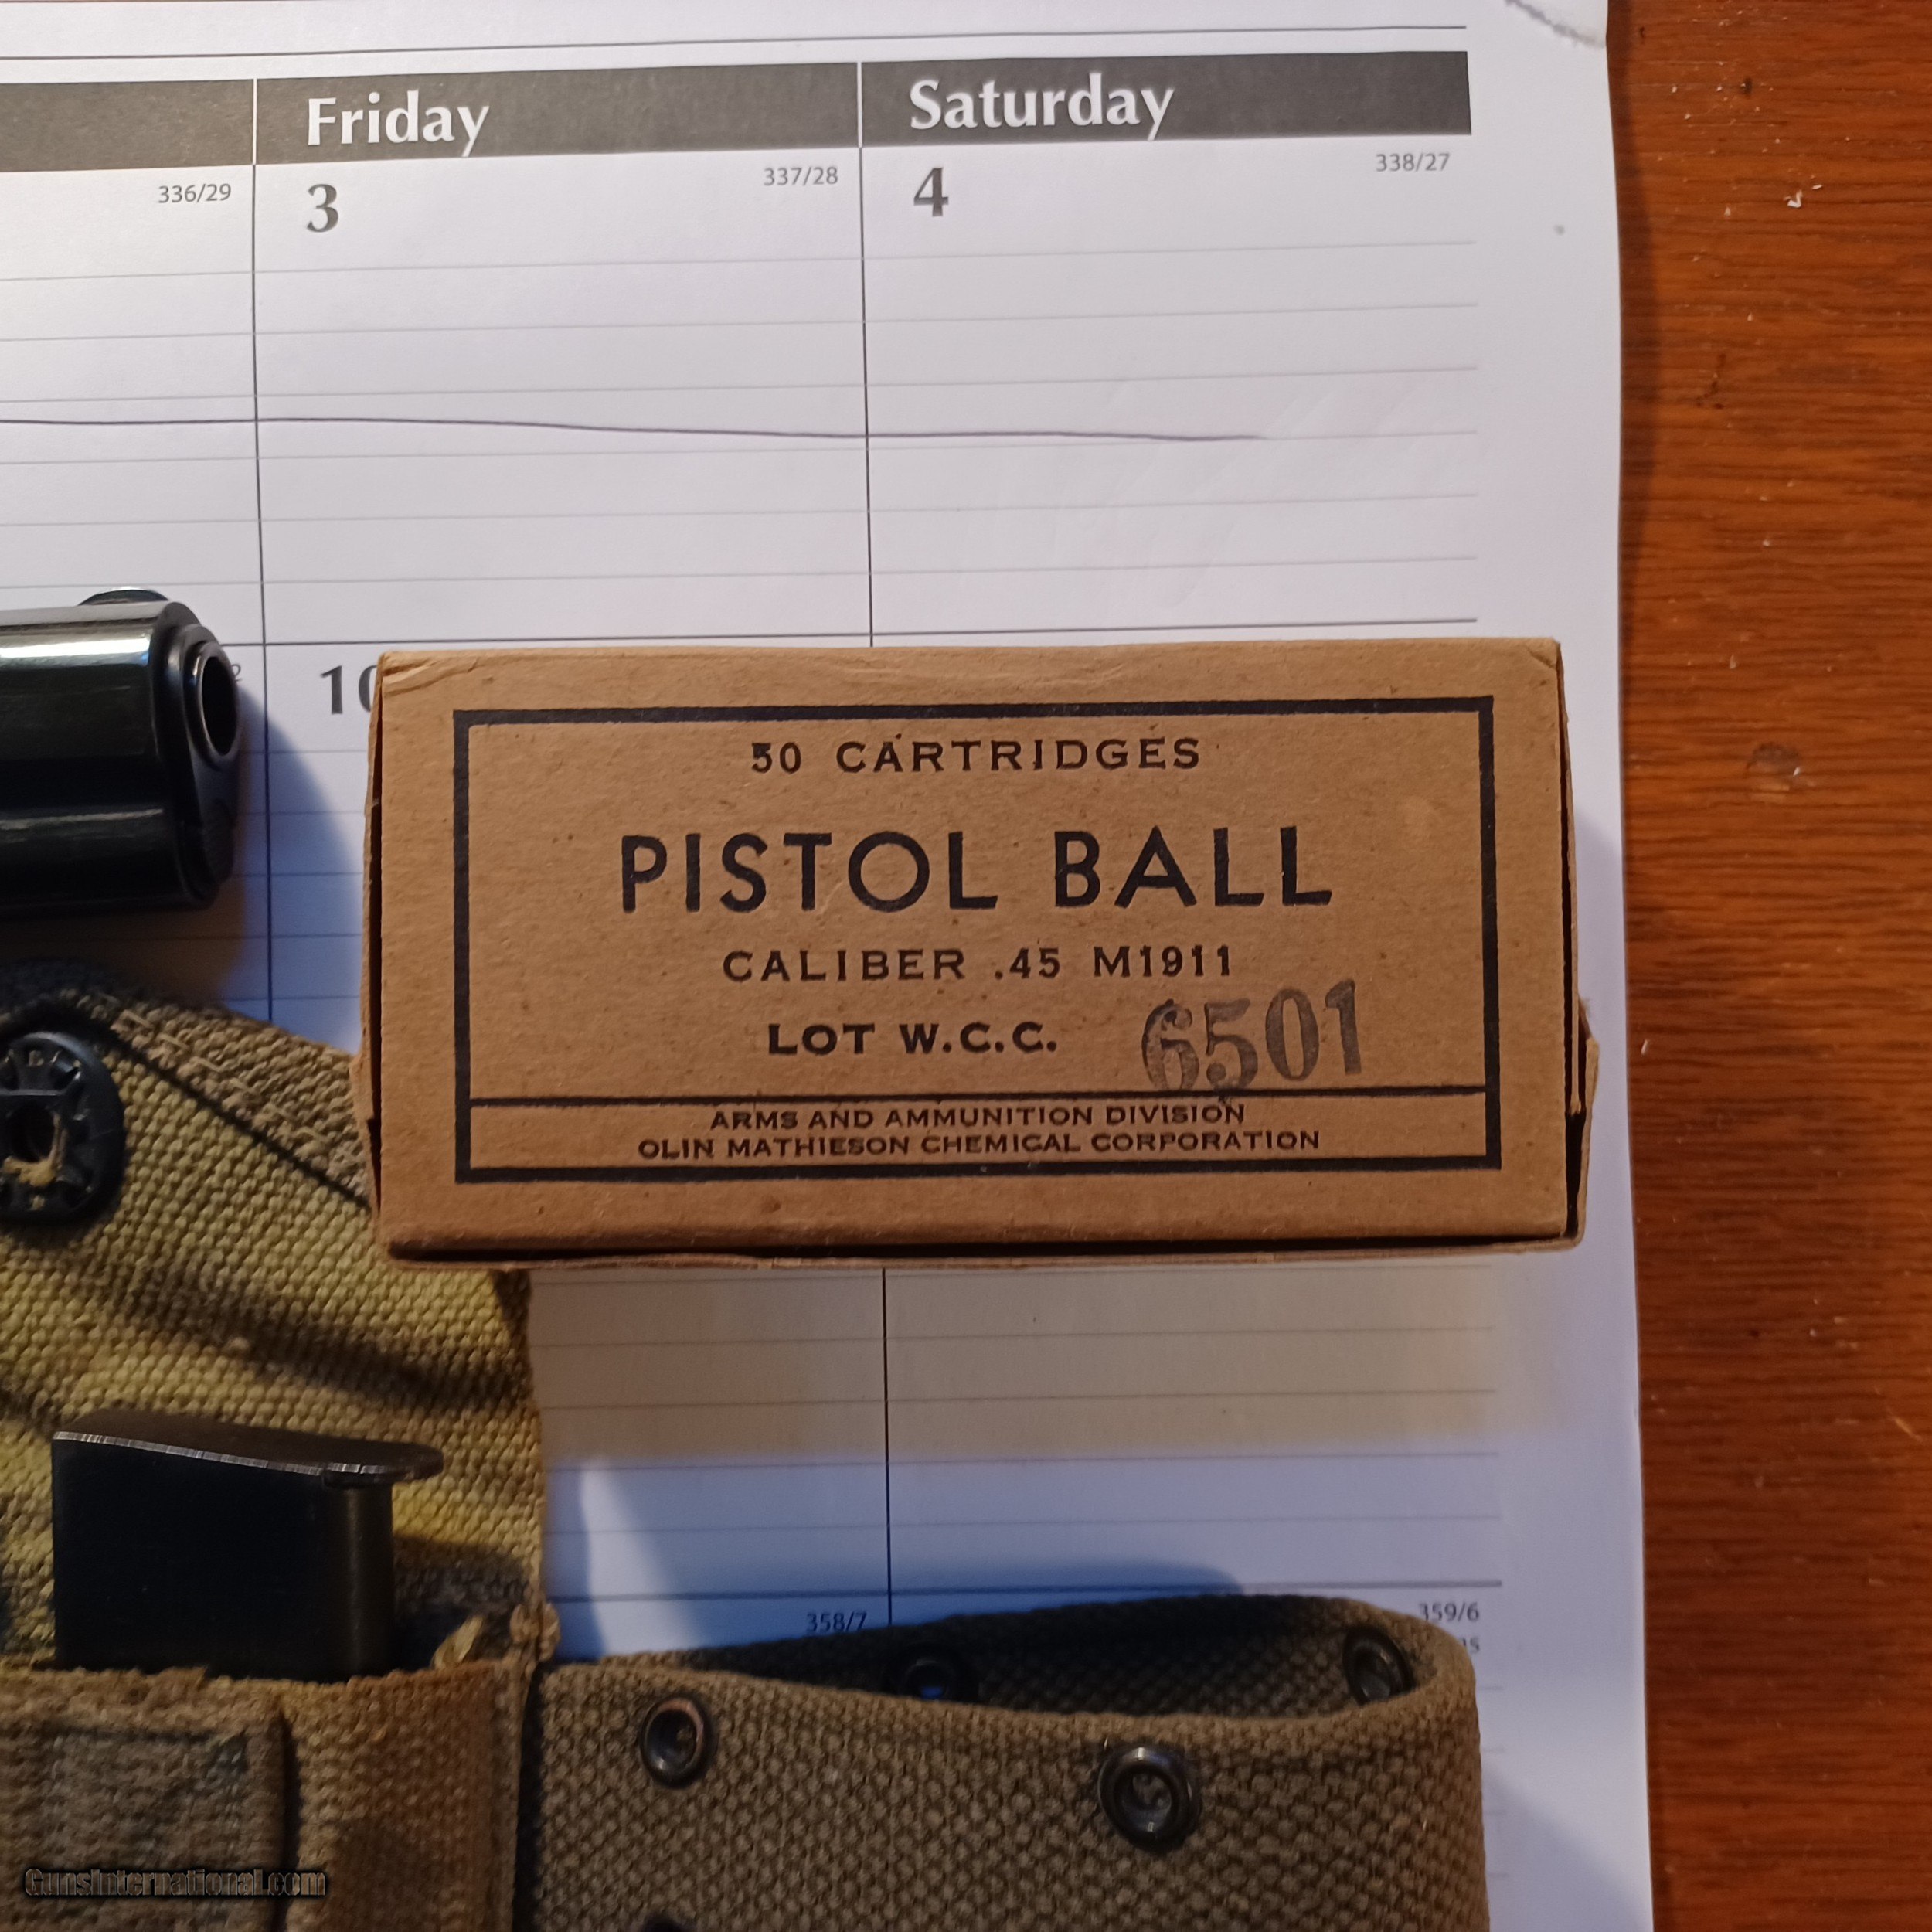 Friday
Saturday
336/29
3
337/28
4
338/27
10
50 CARTRIDGES
PISTOL BALL
CALIBER .45 M1911
LOT W.C.C. 6501
ARMS AND AMMUNITION DIVISION
OLIN MATHIESON CHEMICAL CORPORATION
358/7
359/6
GunsInternational.com